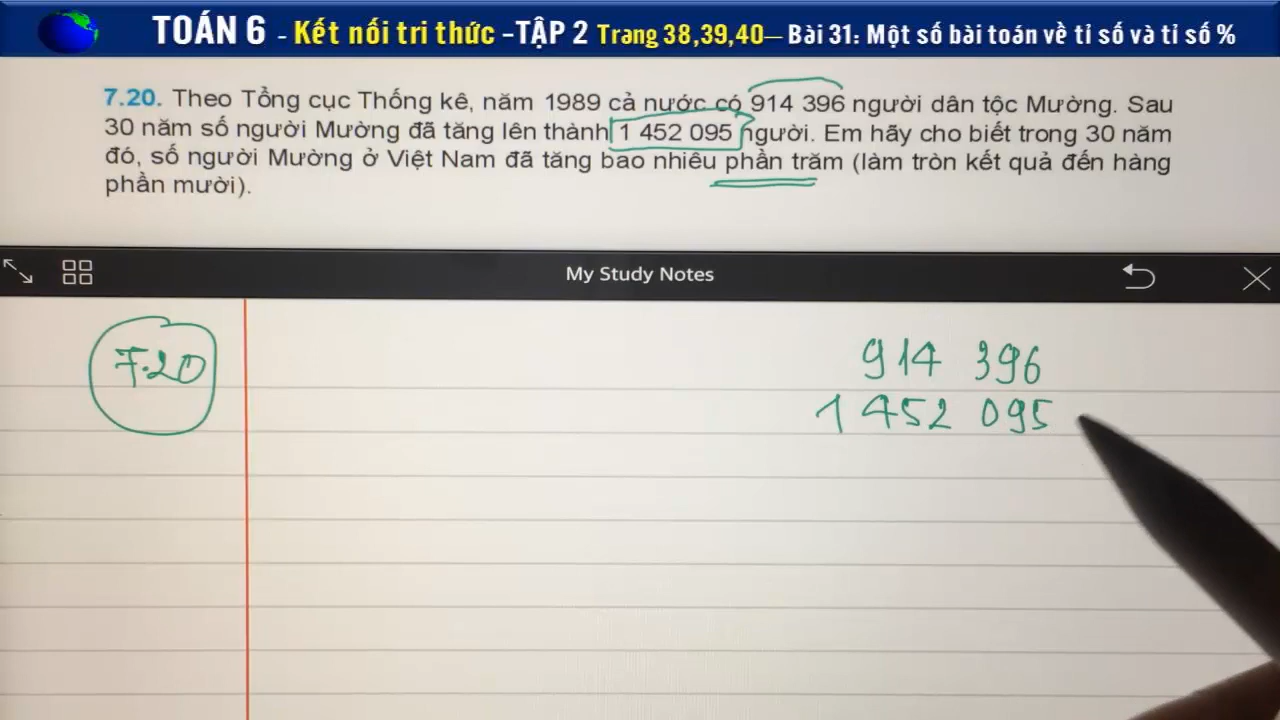 TOÁN 6 - Kết nối tri thức -TẬP 2 Trang 38,39,40— Bài 31: Một số bài toán về tỉ số và tỉ số %
7.20. Theo Tổng cục Thống kê, năm 1989 cả nước có 914 396 người dân tộc Mường. Sau
30 năm số người Mường đã tăng lên thành 1 452 095 người. Em hãy cho biết trong 30 năm
đó, số người Mường ở Việt Nam đã tăng bao nhiêu phần trăm (làm tròn kết quả đến hàng
phần mười).
My Study Notes
7.20
914 396
1 452 095